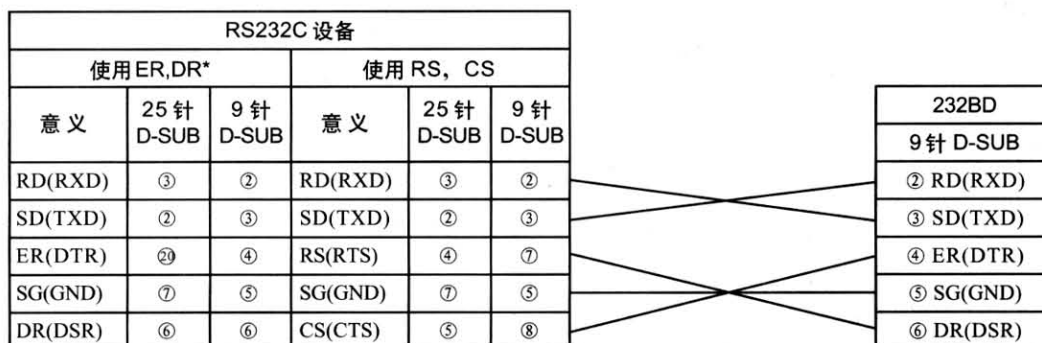 RS232C 设备
使用ER,DR* 使用 RS，CS
意 义 25 针 D-SUB 9 针 D-SUB 意 义 25 针 D-SUB 9 针 D-SUB
RD(RXD) ③ ② RD(RXD) ③ ②
SD(TXD) ② ③ SD(TXD) ② ③
ER(DTR) ⑳ ④ RS(RTS) ④ ⑦
SG(GND) ⑦ ⑤ SG(GND) ⑦ ⑤
DR(DSR) ⑥ ⑥ CS(CTS) ⑤ ⑧
232BD
9针 D-SUB
② RD(RXD)
③ SD(TXD)
④ ER(DTR)
⑤ SG(GND)
⑥ DR(DSR)